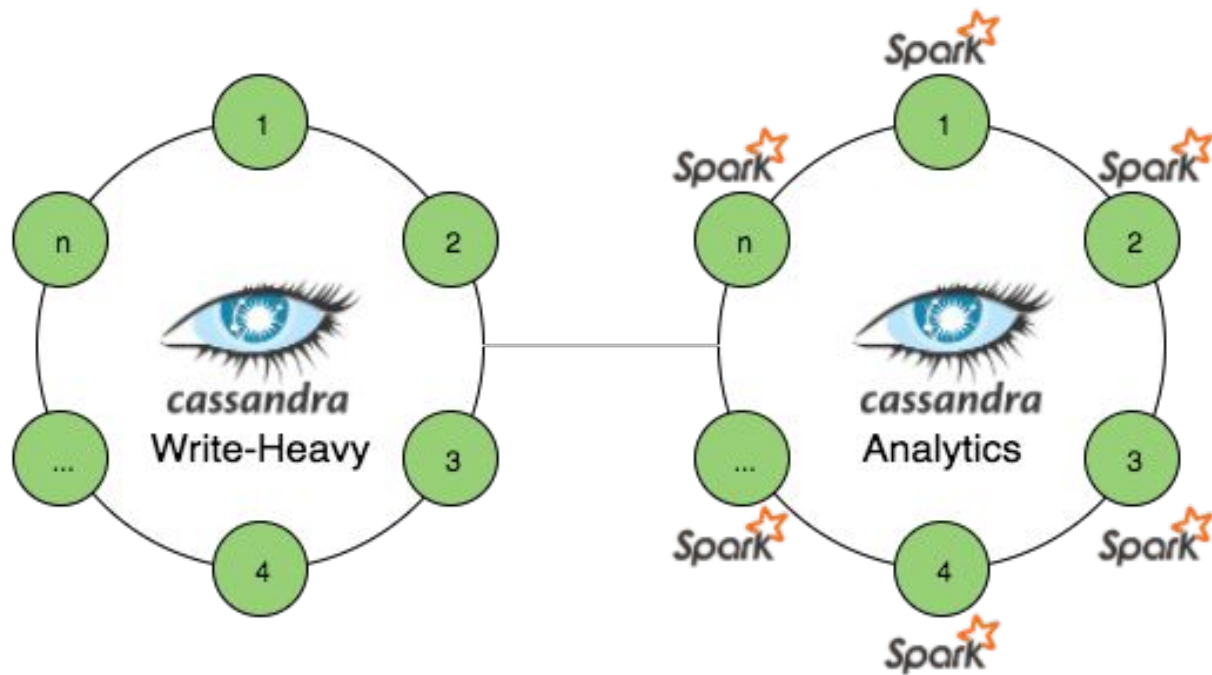 Spark
1
1
Spark
Spark
n
2
n
2
cassandra
cassandra
Write-Heavy
Analytics
...
3
...
3
Spark
Spark
4
4
Spark